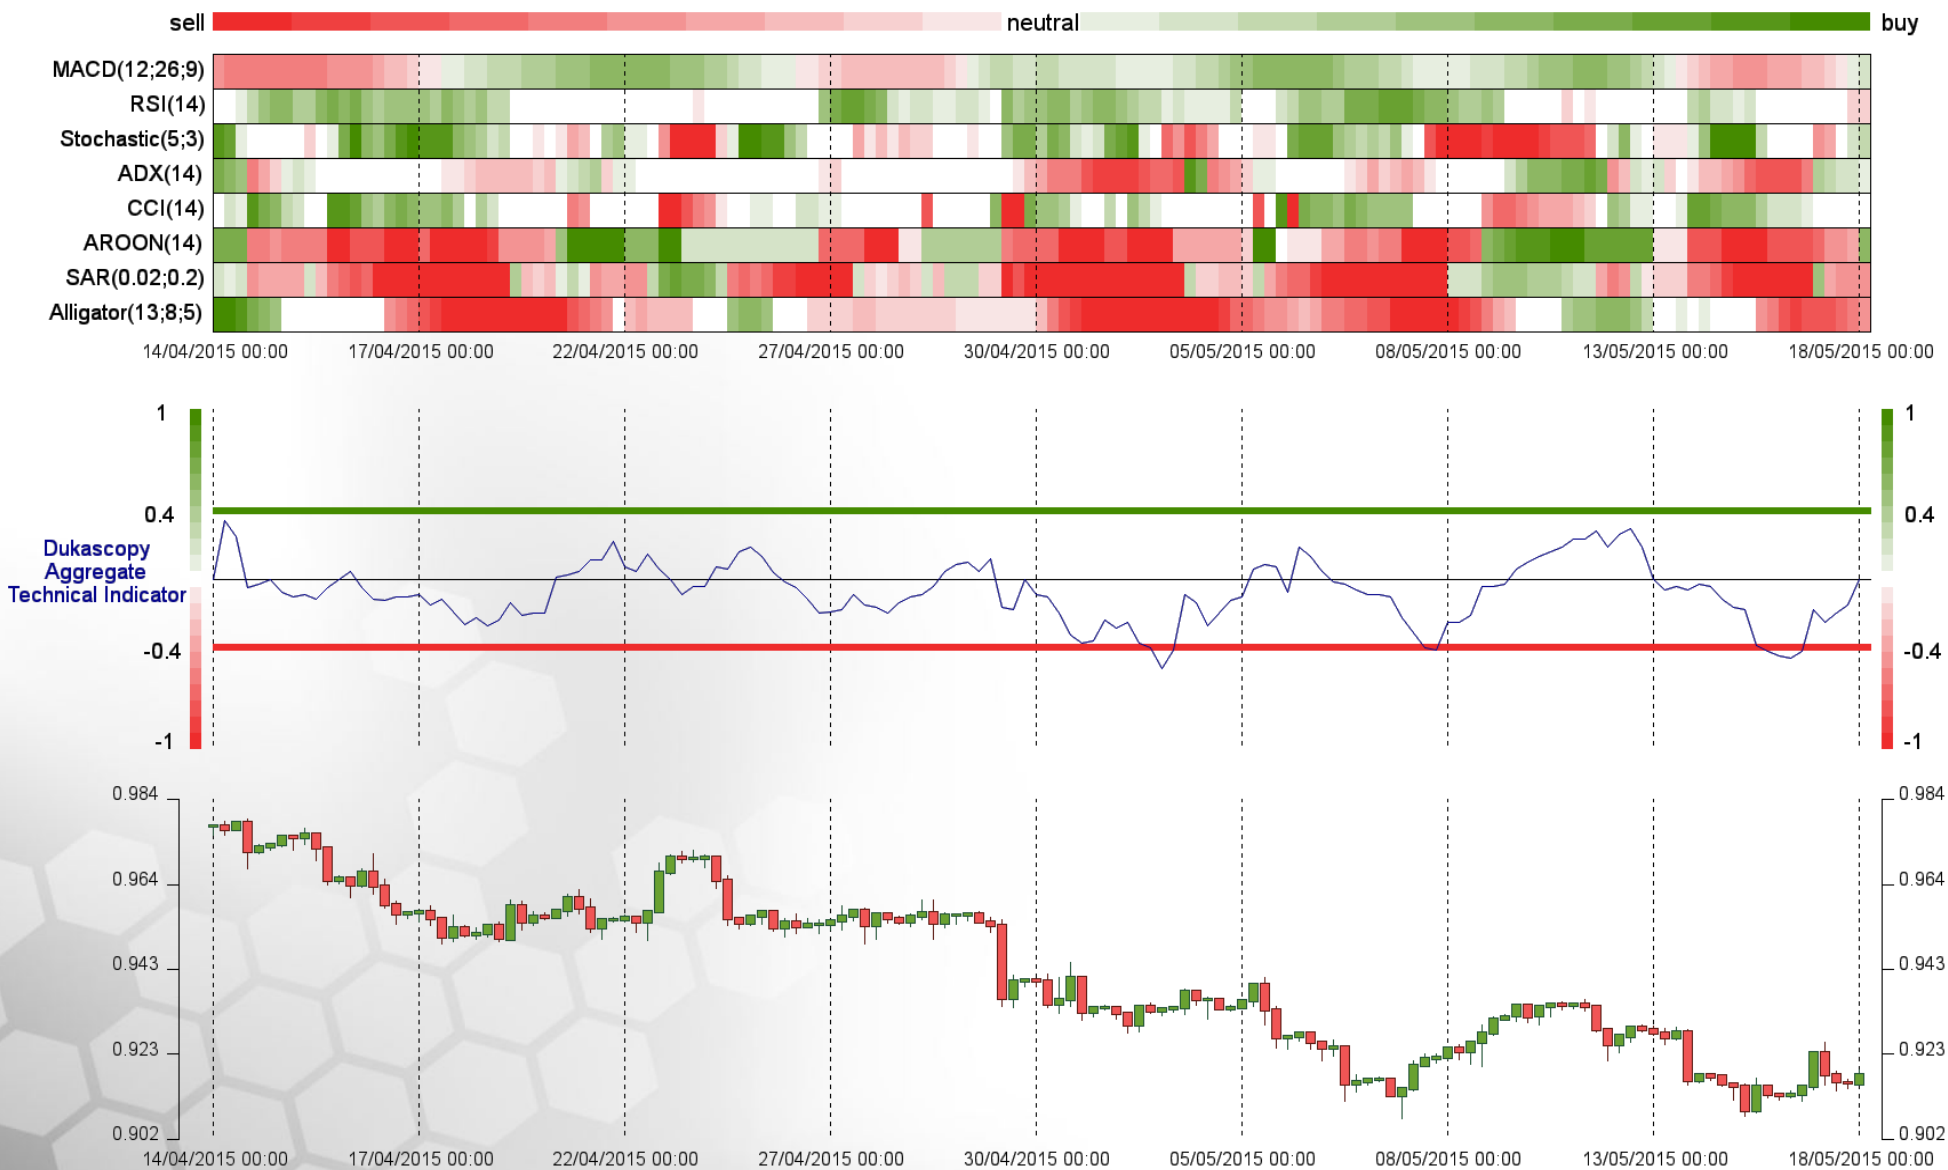 sell neutral buy
MACD(12;26;9)
RSI(14)
Stochastic(5;3)
ADX(14)
CCI(14)
AROON(14)
SAR(0.02;0.2)
Alligator(13;8;5)
14/04/2015 00:00 17/04/2015 00:00 22/04/2015 00:00 27/04/2015 00:00 30/04/2015 00:00 05/05/2015 00:00 08/05/2015 00:00 13/05/2015 00:00 18/05/2015 00:00
1 1
0.4 0.4
Dukascopy
Aggregate
Technical Indicator
-0.4 -0.4
-1 -1
0.984 0.984
0.964 0.964
0.943 0.943
0.923 0.923
0.902 0.902
14/04/2015 00:00 17/04/2015 00:00 22/04/2015 00:00 27/04/2015 00:00 30/04/2015 00:00 05/05/2015 00:00 08/05/2015 00:00 13/05/2015 00:00 18/05/2015 00:00